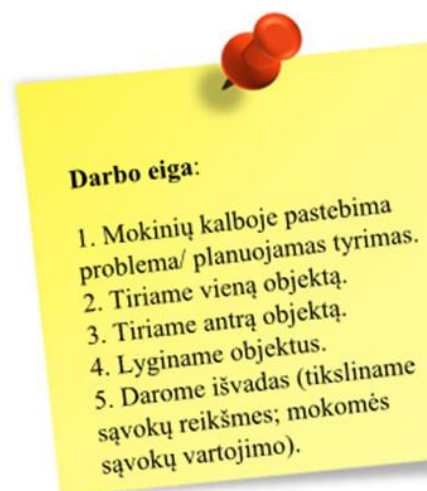 Darbo eiga:
1. Mokinių kalboje pastebima
problema/ planuojamas tyrimas.
2. Tiriame vieną objektą.
3. Tiriame antrą objektą.
4. Lyginame objektus.
5. Darome išvadas (tiksliname
sąvokų reikšmes; mokomės
sąvokų vartojimo).